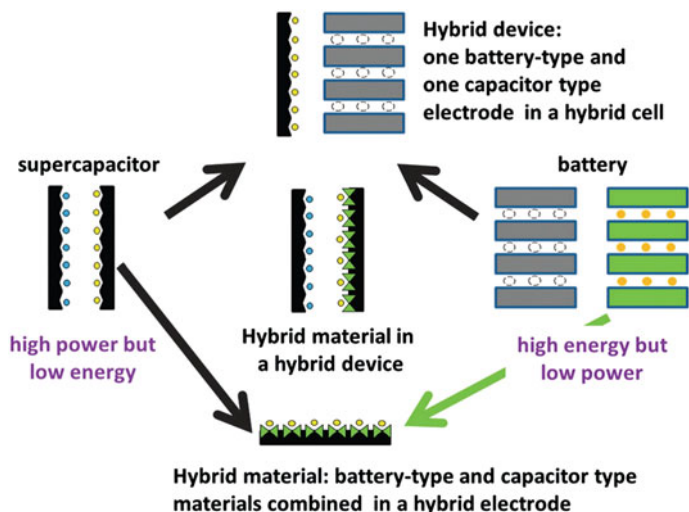 Hybrid device:
one battery-type and
one capacitor type
electrode in a hybrid cell
supercapacitor
battery
Hybrid material in
a hybrid device
high power but
low energy
high energy but
low power
Hybrid material: battery-type and capacitor type
materials combined in a hybrid electrode